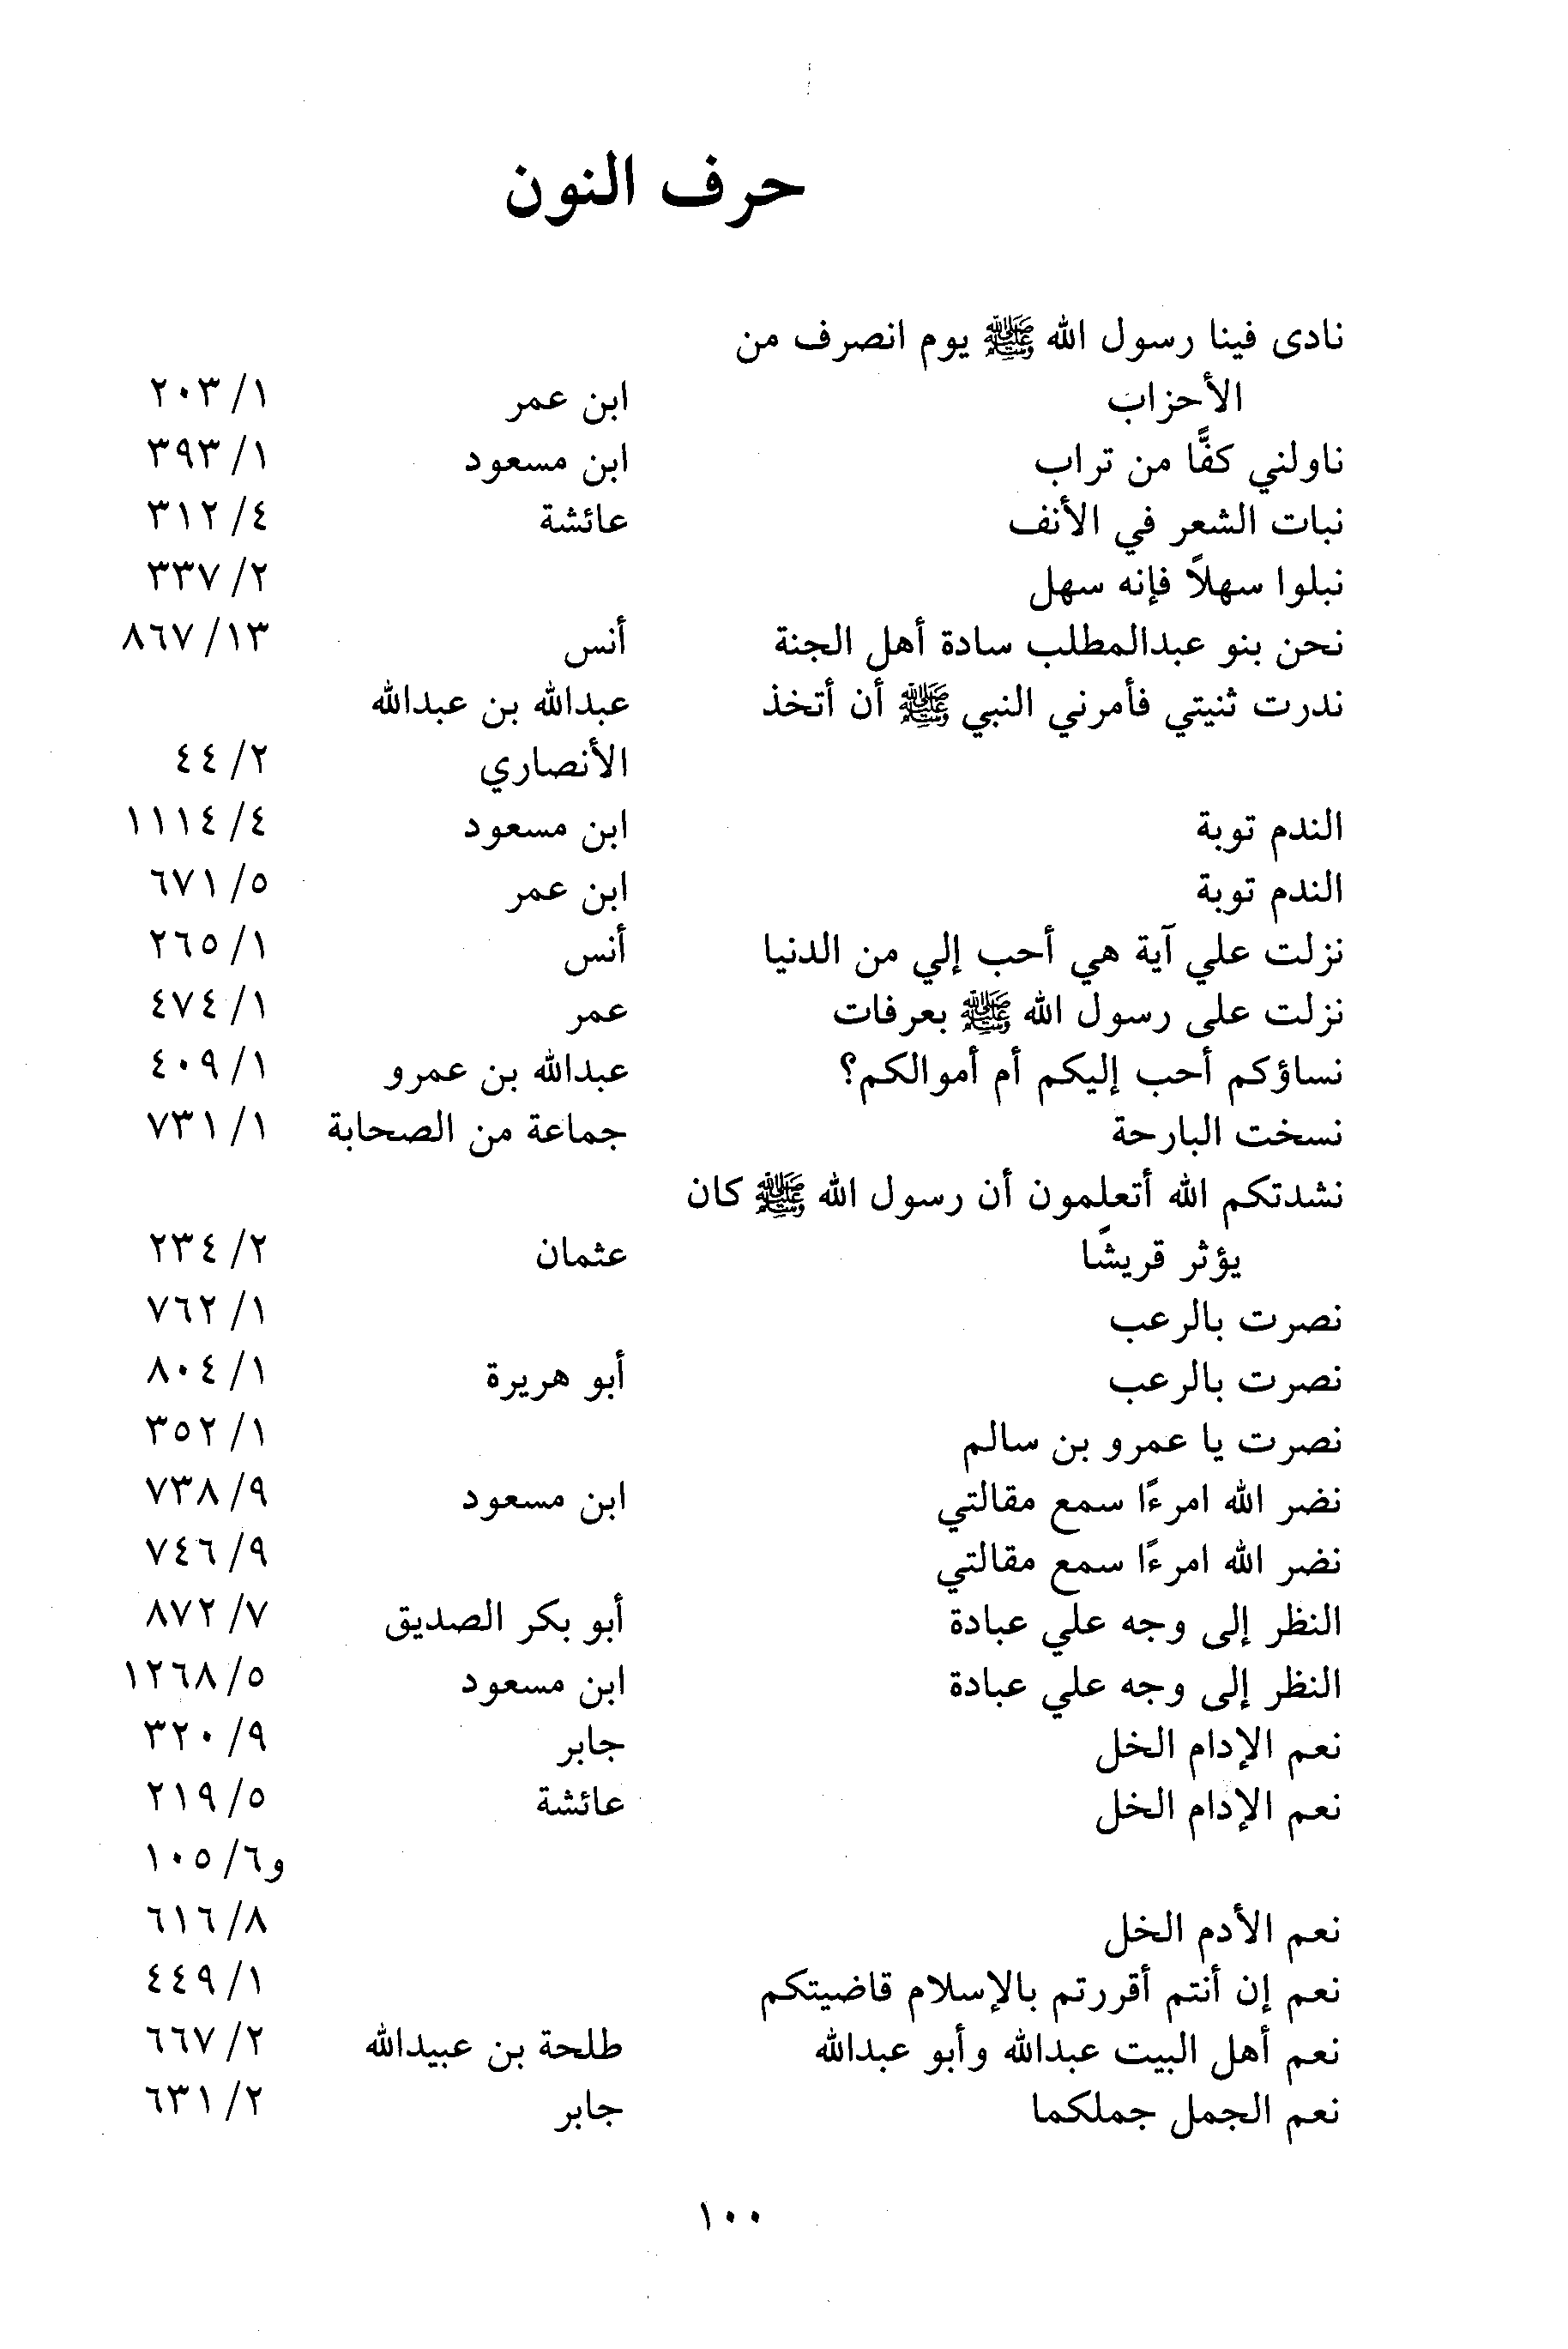 حرف النون
نادى فينا رسول الله ﷺ يوم انصرف من
الأحزاب ابن عمر ١/ ٢٠٣
ناولني كفًّا من تراب ابن مسعود ١/ ٣٩٣
نبات الشعر في الأنف عائشة ٤/ ٣١٢
نبلوا سهلاً فإنه سهل ٢/ ٣٣٧
نحن بنو عبدالمطلب سادة أهل الجنة أنس ١٣/ ٨٦٧
ندرت ثنيتي فأمرني النبي ﷺ أن أتخذ عبدالله بن عبدالله
الأنصاري ٢/ ٤٤
الندم توبة ابن مسعود ٤/ ١١١٤
الندم توبة ابن عمر ٥/ ٦٧١
نزلت علي آية هي أحب إلي من الدنيا أنس ١/ ٢٦٥
نزلت على رسول الله ﷺ بعرفات عمر ١/ ٤٧٤
نساؤكم أحب إليكم أم أموالكم؟ عبدالله بن عمرو ١/ ٤٠٩
نسخت البارحة جماعة من الصحابة ١/ ٧٣١
نشدتكم الله أتعلمون أن رسول الله ﷺ كان
يؤثر قريشًا عثمان ٢/ ٢٣٤
نصرت بالرعب ١/ ٧٦٢
نصرت بالرعب أبو هريرة ١/ ٨٠٤
نصرت يا عمرو بن سالم ١/ ٣٥٢
نضر الله امرءًا سمع مقالتي ابن مسعود ٩/ ٧٣٨
نضر الله امرءًا سمع مقالتي ٩/ ٧٤٦
النظر إلى وجه علي عبادة أبو بكر الصديق ٧/ ٨٧٢
النظر إلى وجه علي عبادة ابن مسعود ٥/ ١٢٦٨
نعم الإدام الخل جابر ٩/ ٣٢٠
نعم الإدام الخل عائشة ٥/ ٢١٩
و٦/ ١٠٥
نعم الأدم الخل ٨/ ٦١٦
نعم إن أنتم أقررتم بالإسلام قاضيتكم ١/ ٤٤٩
نعم أهل البيت عبدالله وأبو عبدالله طلحة بن عبيدالله ٢/ ٦٦٧
نعم الجمل جملكما جابر ٢/ ٦٣١
١٠٠